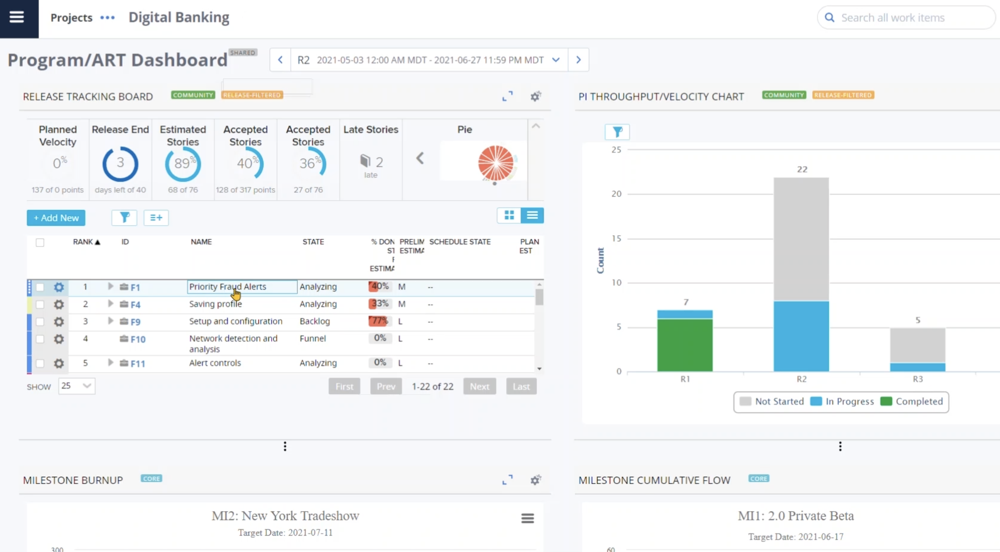 Projects ••• Digital Banking
Search all work items
Program/ART Dashboard SHARED
R2 2021-05-03 12:00 AM MDT - 2021-06-27 11:59 PM MDT
RELEASE TRACKING BOARD COMMUNITY RELEASE-FILTERED
Planned Velocity
0%
137 of 0 points
Release End
3
days left of 40
Estimated Stories
89%
68 of 76
Accepted Stories
40%
128 of 317 points
Accepted Stories
36%
27 of 76
Late Stories
2
late
Pie
+ Add New
RANK ID NAME STATE % DON PRELIM SCHEDULE STATE PLAN
ST ESTIMA EST
ESTIMA
1 F1 Priority Fraud Alerts Analyzing 40% M --
2 F4 Saving profile Analyzing 33% M --
3 F9 Setup and configuration Backlog 77% L --
4 F10 Network detection and Funnel 0% L --
analysis
5 F11 Alert controls Analyzing 0% L --
SHOW 25 First Prev 1-22 of 22 Next Last
PI THROUGHPUT/VELOCITY CHART COMMUNITY RELEASE-FILTERED
25
22
20
15
Count
10
7
5
5
0
R1 R2 R3
Not Started In Progress Completed
MILESTONE BURNUP CORE
MI2: New York Tradeshow
Target Date: 2021-07-11
300
MILESTONE CUMULATIVE FLOW CORE
MI1: 2.0 Private Beta
Target Date: 2021-06-17
60